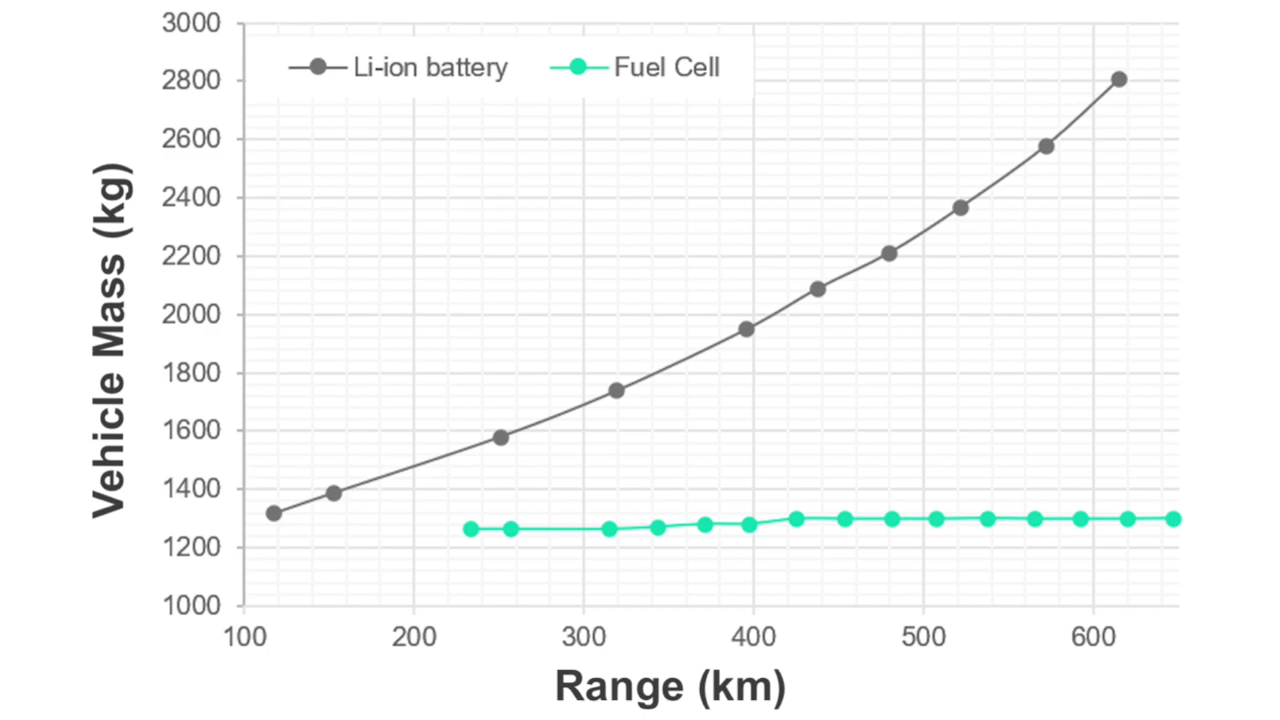 3000
Li-ion battery Fuel Cell
2800
2600
2400
2200
2000
1800
1600
1400
1200
1000
Vehicle Mass (kg)
100 200 300 400 500 600
Range (km)